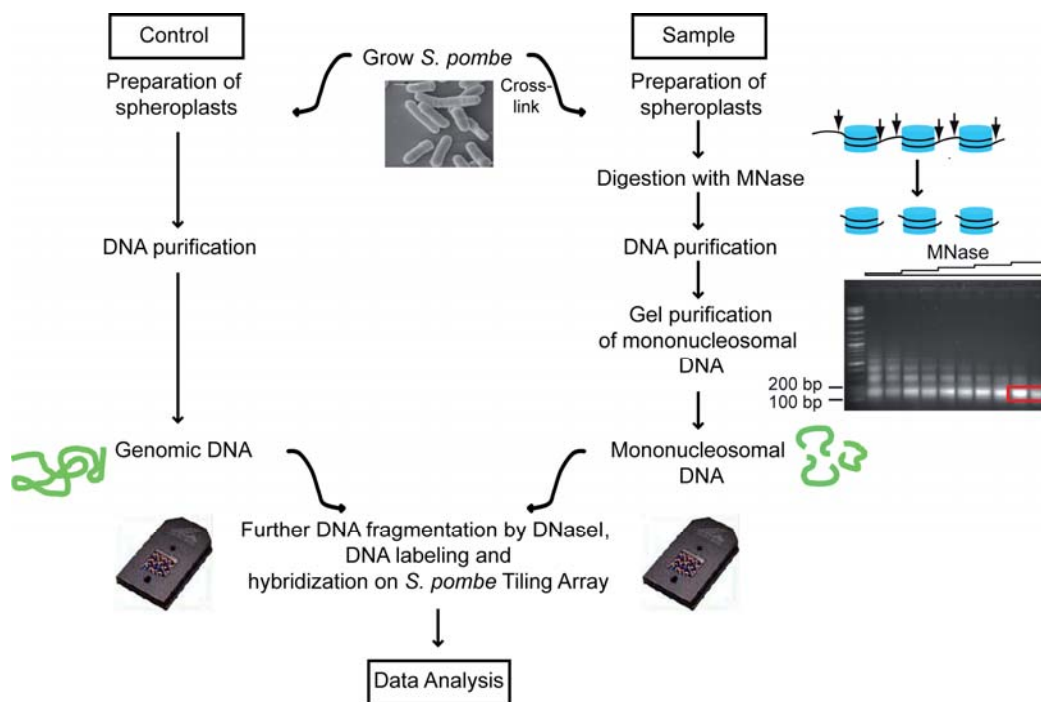 Control
Preparation of
spheroplasts
DNA purification
Genomic DNA
Grow S. pombe
Cross-
link
Sample
Preparation of
spheroplasts
Digestion with MNase
DNA purification
Gel purification
of mononucleosomal
DNA
Mononucleosomal
DNA
MNase
200 bp
100 bp
Further DNA fragmentation by DNaseI,
DNA labeling and
hybridization on S. pombe Tiling Array
Data Analysis